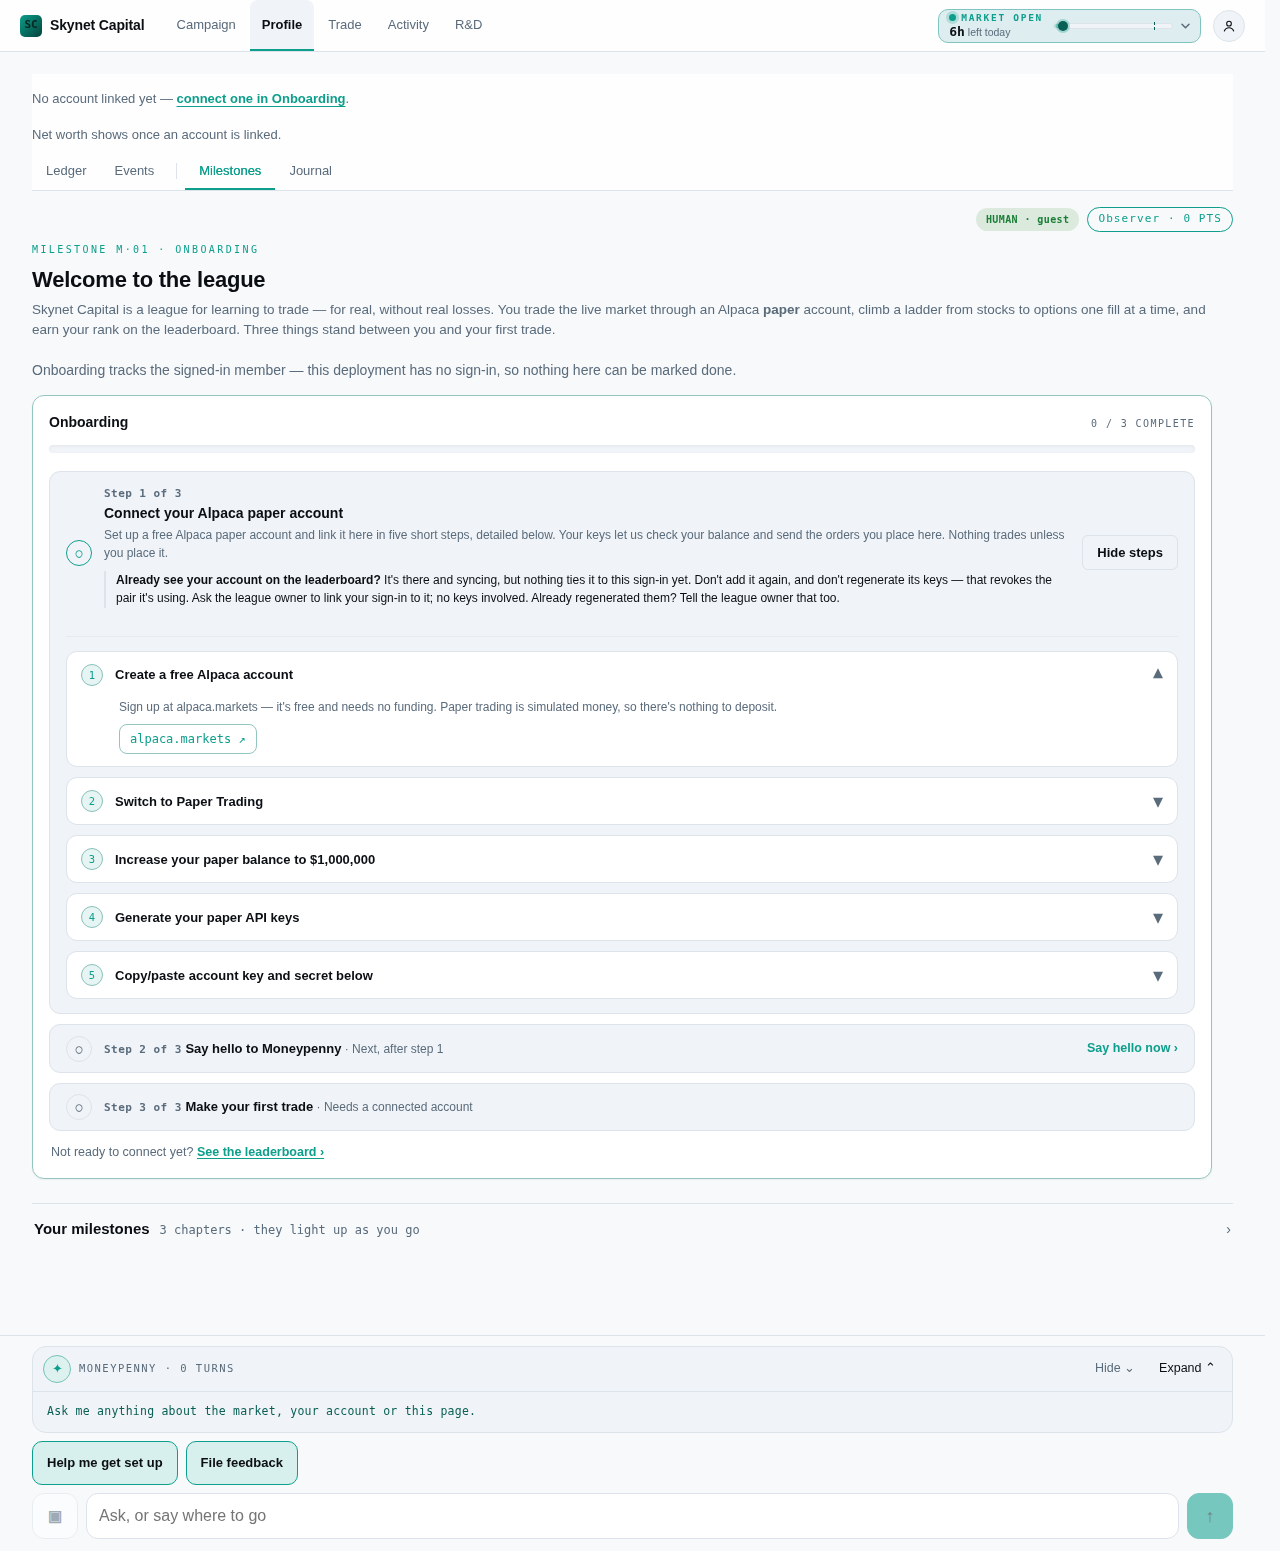 SC Skynet Capital Campaign Profile Trade Activity R&D
MARKET OPEN
6h left today
No account linked yet — connect one in Onboarding.
Net worth shows once an account is linked.
Ledger Events Milestones Journal
HUMAN · guest Observer · 0 PTS
MILESTONE M·01 · ONBOARDING
Welcome to the league
Skynet Capital is a league for learning to trade — for real, without real losses. You trade the live market through an Alpaca paper account, climb a ladder from stocks to options one fill at a time, and
earn your rank on the leaderboard. Three things stand between you and your first trade.
Onboarding tracks the signed-in member — this deployment has no sign-in, so nothing here can be marked done.
Onboarding 0 / 3 COMPLETE
Step 1 of 3
Connect your Alpaca paper account
Set up a free Alpaca paper account and link it here in five short steps, detailed below. Your keys let us check your balance and send the orders you place here. Nothing trades unless
you place it.
Hide steps
Already see your account on the leaderboard? It's there and syncing, but nothing ties it to this sign-in yet. Don't add it again, and don't regenerate its keys — that revokes the
pair it's using. Ask the league owner to link your sign-in to it; no keys involved. Already regenerated them? Tell the league owner that too.
1 Create a free Alpaca account ▲
Sign up at alpaca.markets — it's free and needs no funding. Paper trading is simulated money, so there's nothing to deposit.
alpaca.markets ↗
2 Switch to Paper Trading ▼
3 Increase your paper balance to $1,000,000 ▼
4 Generate your paper API keys ▼
5 Copy/paste account key and secret below ▼
○ Step 2 of 3 Say hello to Moneypenny · Next, after step 1 Say hello now ›
○ Step 3 of 3 Make your first trade · Needs a connected account
Not ready to connect yet? See the leaderboard ›
Your milestones 3 chapters · they light up as you go ›
✦ MONEYPENNY · 0 TURNS Hide ⌄ Expand ⌃
Ask me anything about the market, your account or this page.
Help me get set up File feedback
▣ Ask, or say where to go ↑